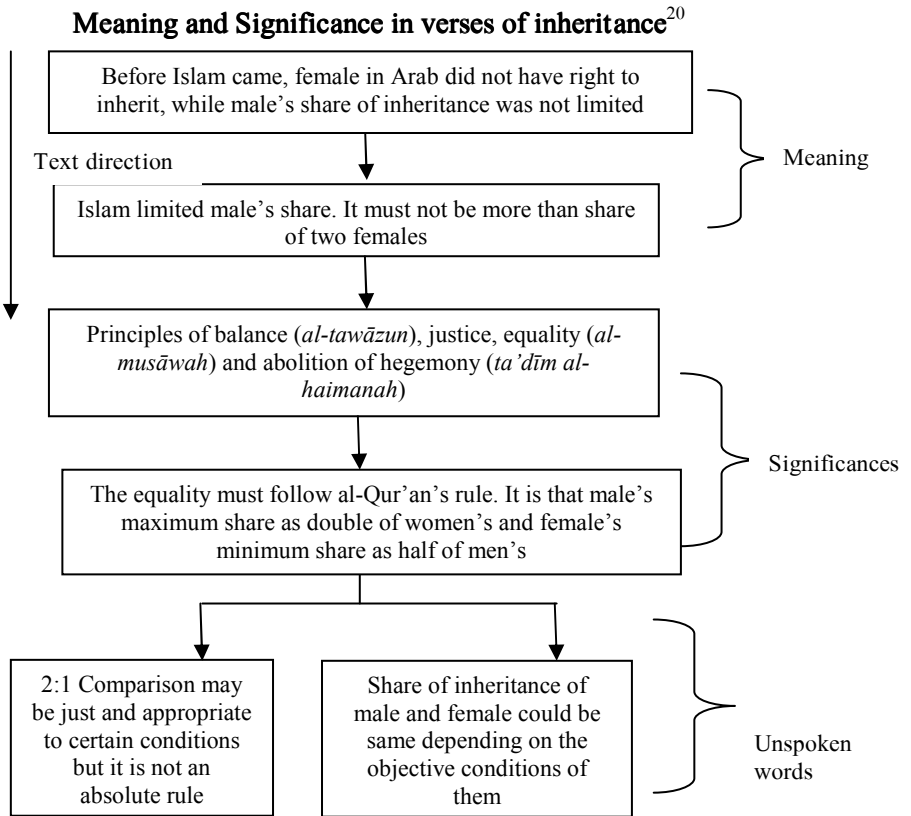 Meaning and Significance in verses of inheritance20
Before Islam came, female in Arab did not have right to
inherit, while male's share of inheritance was not limited
Meaning
Text direction
Islam limited male's share. It must not be more than share
of two females
Principles of balance (al-tawāzun), justice, equality (al-
musāwah) and abolition of hegemony (ta'dīm al-
haimanah)
Significances
The equality must follow al-Qur'an's rule. It is that male's
maximum share as double of women's and female's
minimum share as half of men's
2:1 Comparison may
be just and appropriate
to certain conditions
but it is not an
absolute rule
Share of inheritance of
male and female could be
same depending on the
objective conditions of
them
Unspoken
words